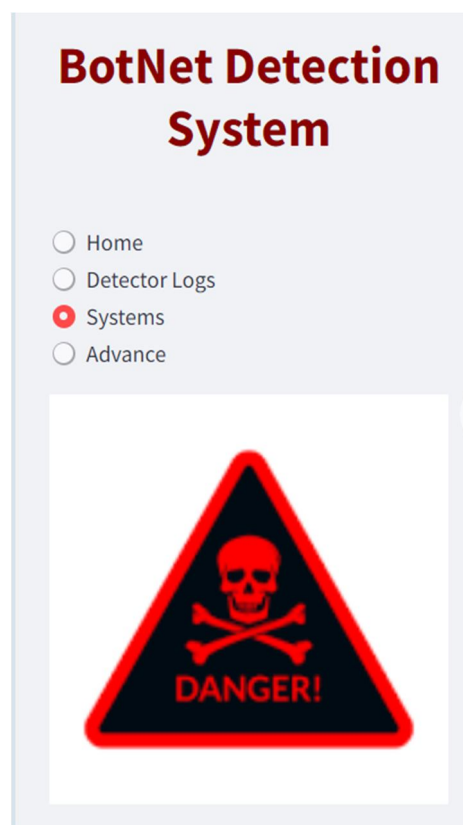 BotNet Detection
System
Home
Detector Logs
Systems
Advance
DANGER!